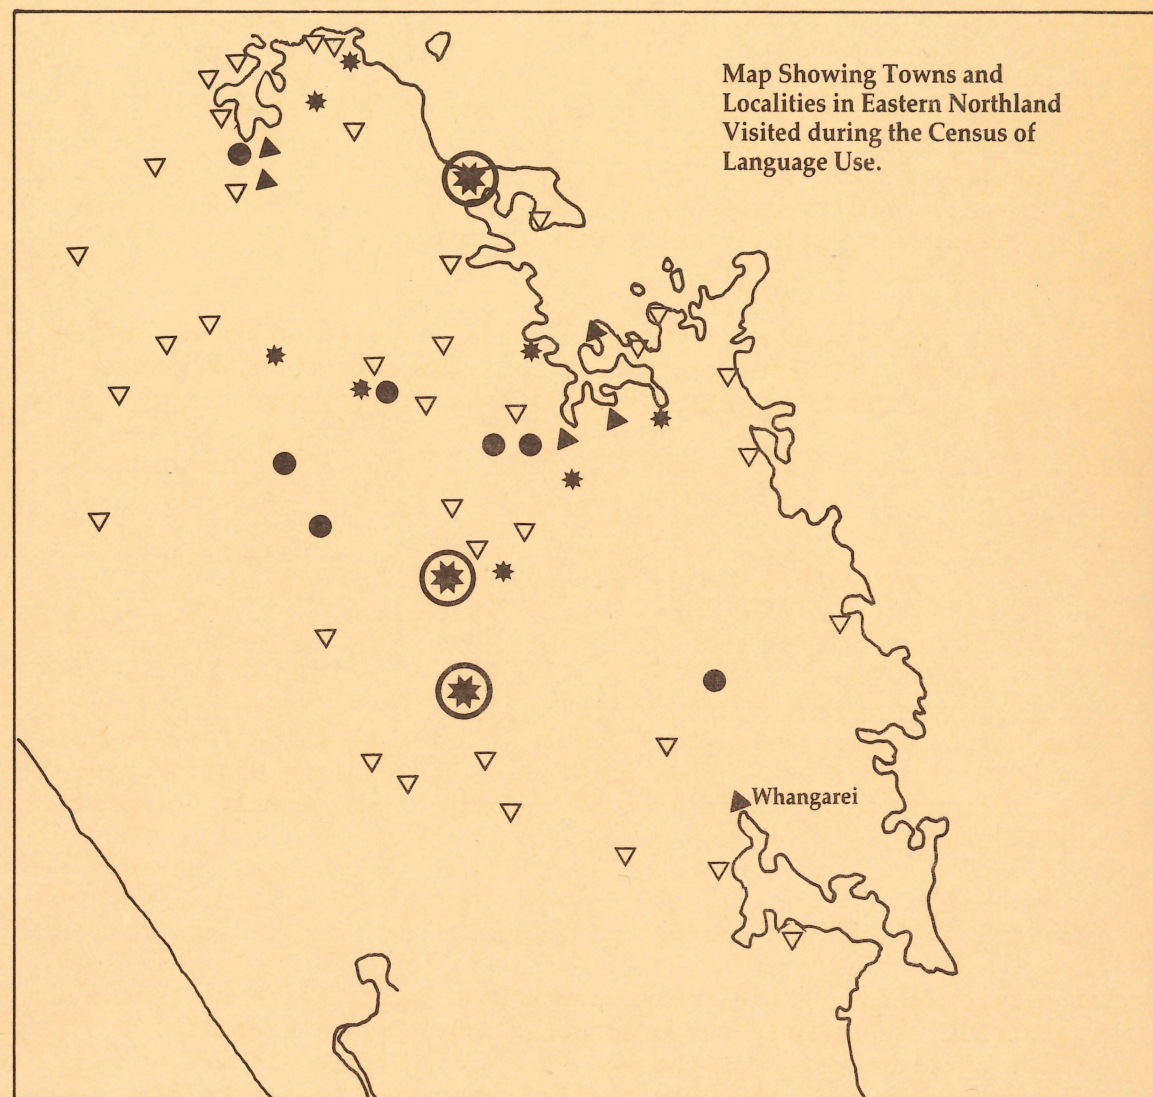 Map Showing Towns and
Localities in Eastern Northland
Visited during the Census of
Language Use.
Whangarei